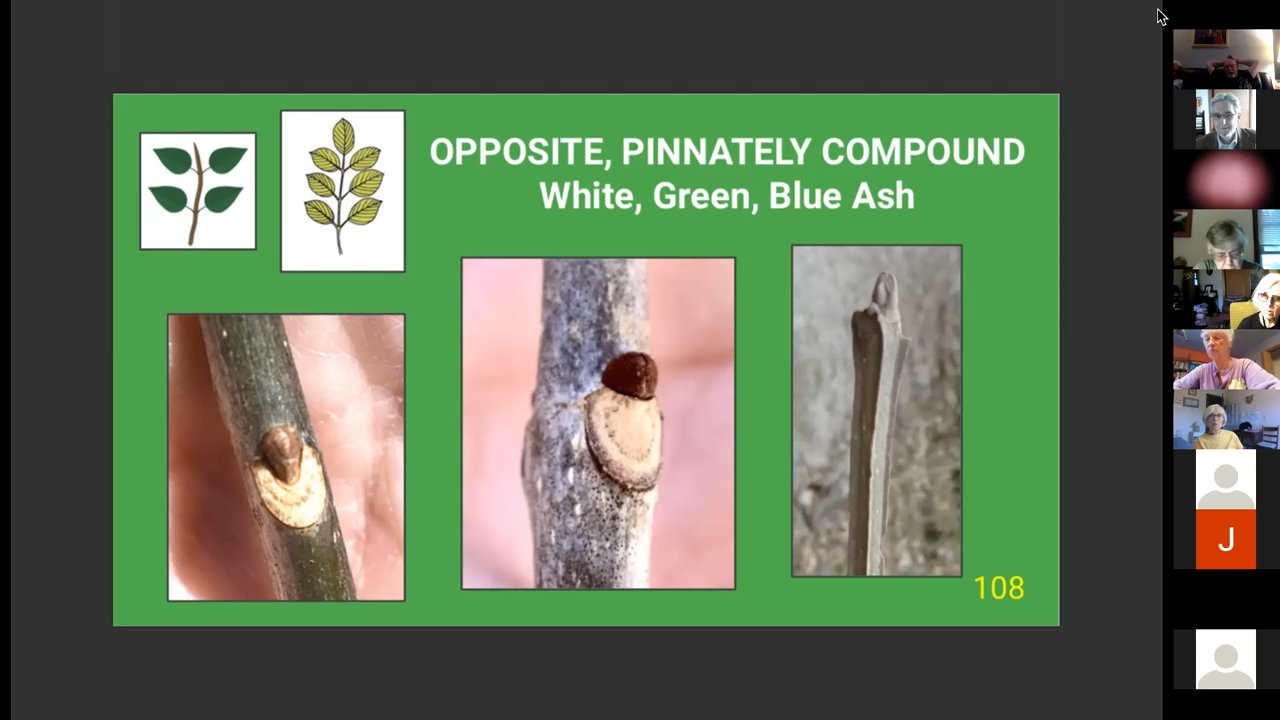 OPPOSITE, PINNATELY COMPOUND
White, Green, Blue Ash
108
J